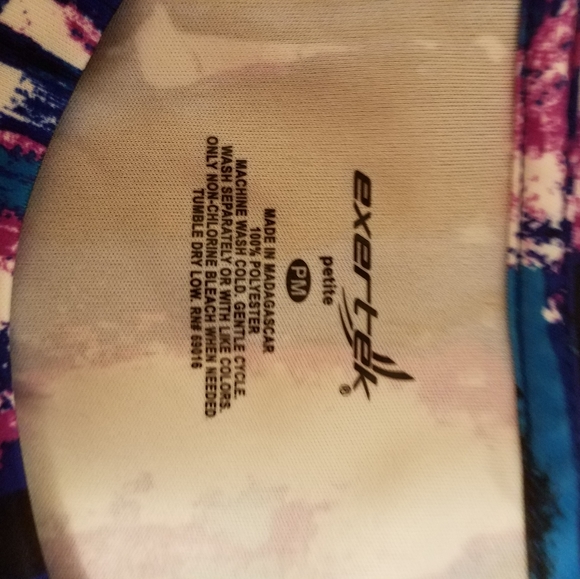 exertek®
petite
PM
MADE IN MADAGASCAR
100% POLYESTER
MACHINE WASH COLD, GENTLE CYCLE.
WASH SEPARATELY OR WITH LIKE COLORS.
ONLY NON-CHLORINE BLEACH WHEN NEEDED
TUMBLE DRY LOW. RN# 69016